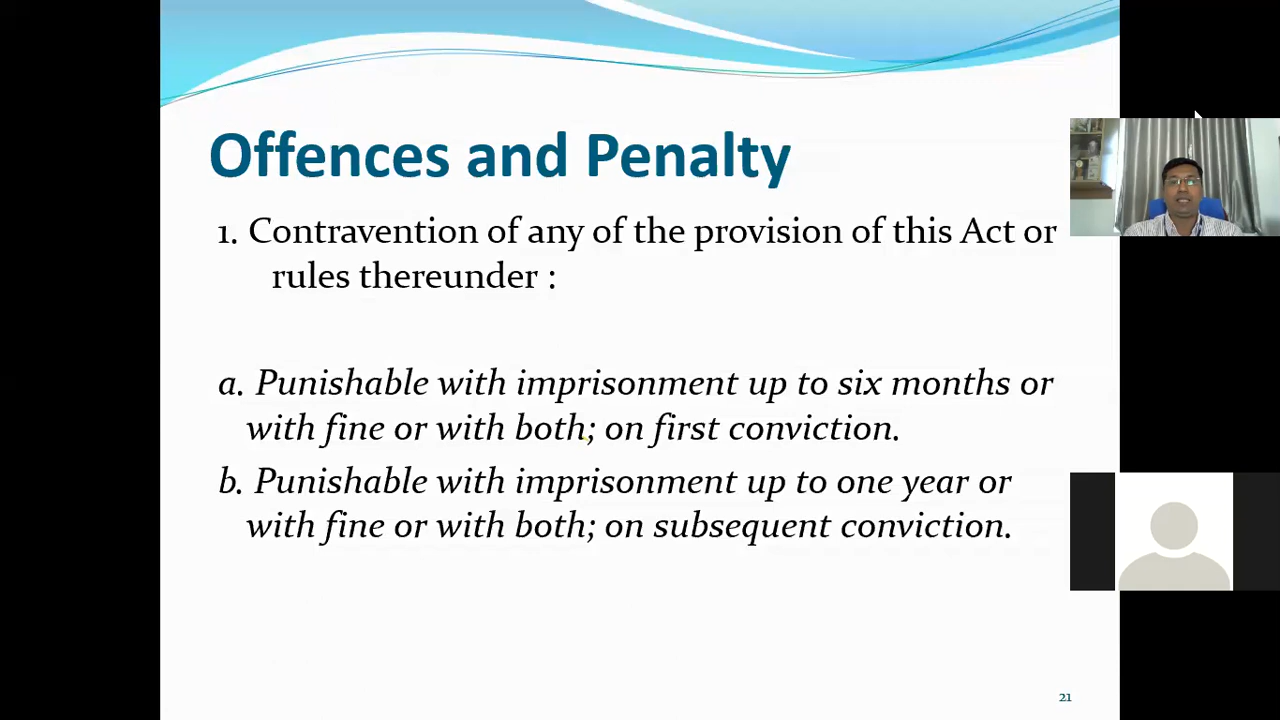 Offences and Penalty
1. Contravention of any of the provision of this Act or
rules thereunder :
a. Punishable with imprisonment up to six months or
with fine or with both; on first conviction.
b. Punishable with imprisonment up to one year or
with fine or with both; on subsequent conviction.
21